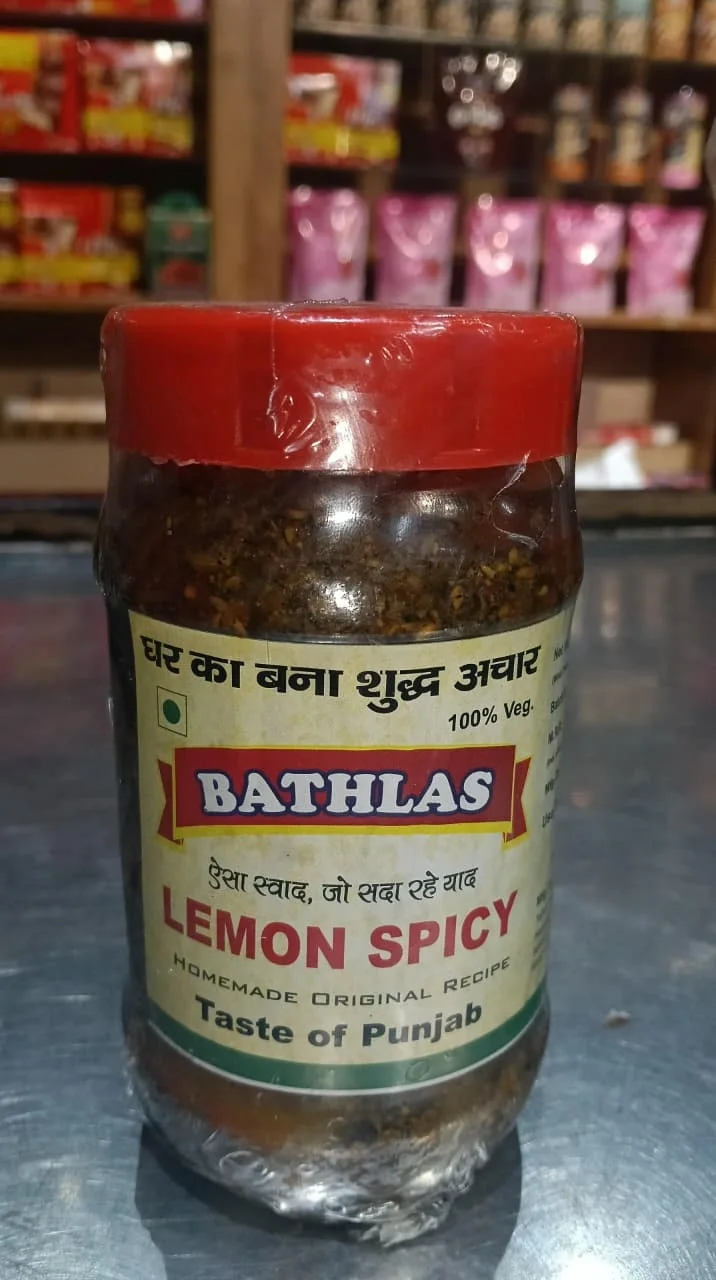 घर का बना शुद्ध अचार
100% Veg.
BATHLAS
ऐसा स्वाद, जो सदा रहे याद
LEMON SPICY
HOMEMADE ORIGINAL RECIPE
Taste of Punjab